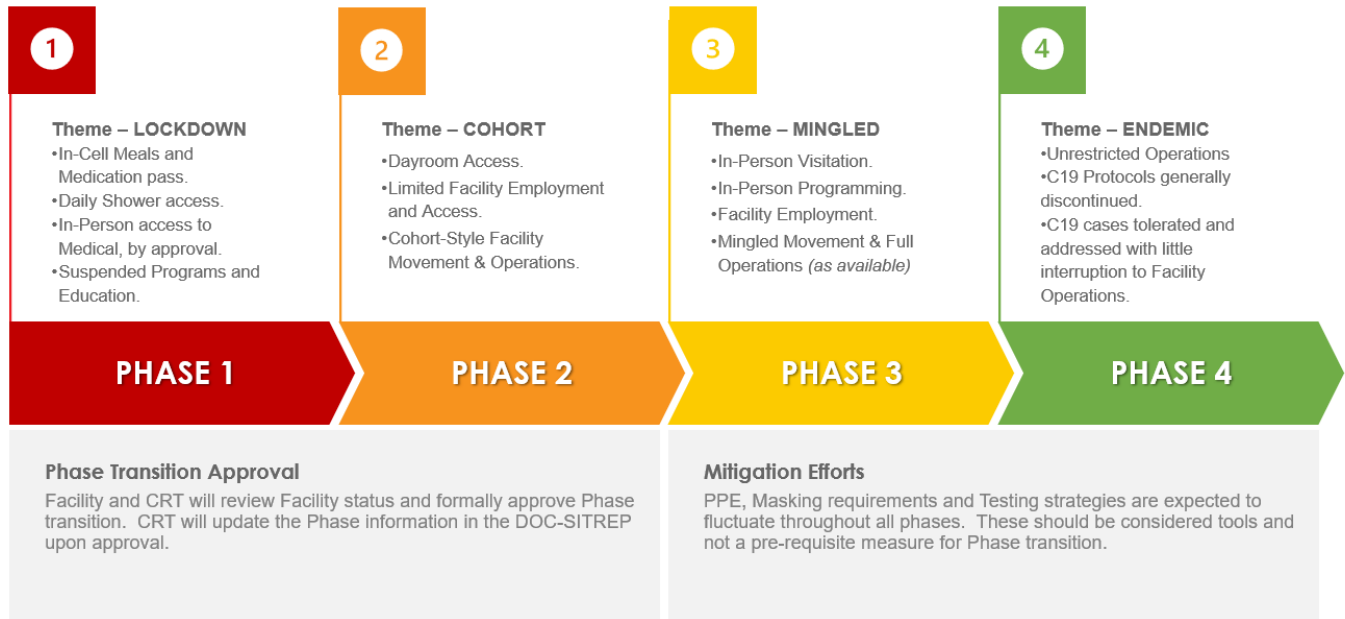 1
Theme – LOCKDOWN
•In-Cell Meals and
Medication pass.
•Daily Shower access.
•In-Person access to
Medical, by approval.
•Suspended Programs and
Education.
2
Theme – COHORT
•Dayroom Access.
•Limited Facility Employment
and Access.
•Cohort-Style Facility
Movement & Operations.
3
Theme – MINGLED
•In-Person Visitation.
•In-Person Programming.
•Facility Employment.
•Mingled Movement & Full
Operations (as available)
4
Theme – ENDEMIC
•Unrestricted Operations
•C19 Protocols generally
discontinued.
•C19 cases tolerated and
addressed with little
interruption to Facility
Operations.
PHASE 1
PHASE 2
PHASE 3
PHASE 4
Phase Transition Approval
Facility and CRT will review Facility status and formally approve Phase
transition.  CRT will update the Phase information in the DOC-SITREP
upon approval.
Mitigation Efforts
PPE, Masking requirements and Testing strategies are expected to
fluctuate throughout all phases.  These should be considered tools and
not a pre-requisite measure for Phase transition.